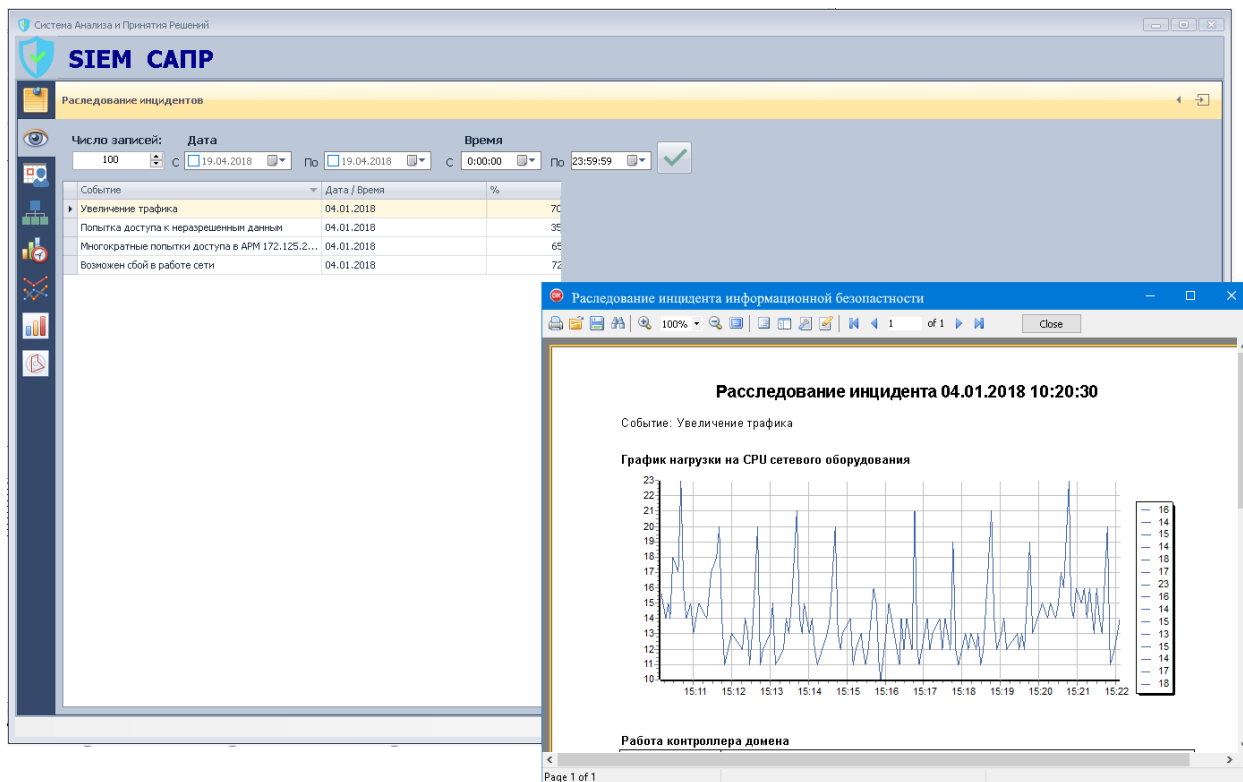 Система Анализа и Принятия Решений
SIEM САПР
Раследование инцидентов
Число записей: Дата Время
100 С 19.04.2018 По 19.04.2018 С 0:00:00 По 23:59:59
Событие Дата / Время %
Увеличение трафика 04.01.2018 70
Попытка доступа к неразрешенным данным 04.01.2018 35
Многократные попытки доступа в АРМ 172.125.2... 04.01.2018 65
Возможен сбой в работе сети 04.01.2018 72
Раследование инцидента информационной безопастности
100% 1 of 1 Close
Расследование инцидента 04.01.2018 10:20:30
Событие: Увеличение трафика
График нагрузки на CPU сетевого оборудования
23
22
21
20
19
18
17
16
15
14
13
12
11
10
15:11 15:12 15:13 15:14 15:15 15:16 15:17 15:18 15:19 15:20 15:21 15:22
16
14
15
14
18
17
23
16
14
15
13
15
14
17
18
Работа контроллера домена
Page 1 of 1